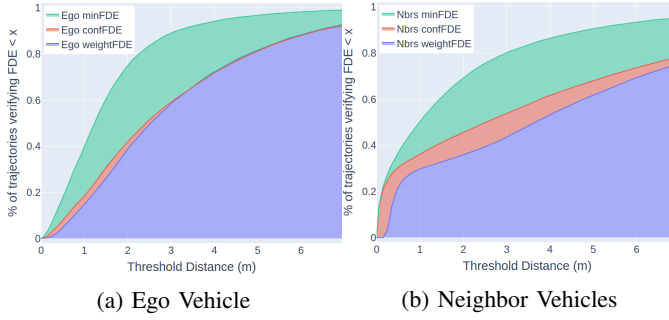 % of trajectories verifying FDE < x
1
0.8
0.6
0.4
0.2
0
Ego minFDE
Ego confFDE
Ego weightFDE
0 1 2 3 4 5 6
Threshold Distance (m)
(a) Ego Vehicle
% of trajectories verifying FDE < x
1
0.8
0.6
0.4
0.2
0
Nbrs minFDE
Nbrs confFDE
Nbrs weightFDE
0 1 2 3 4 5 6
Threshold Distance (m)
(b) Neighbor Vehicles